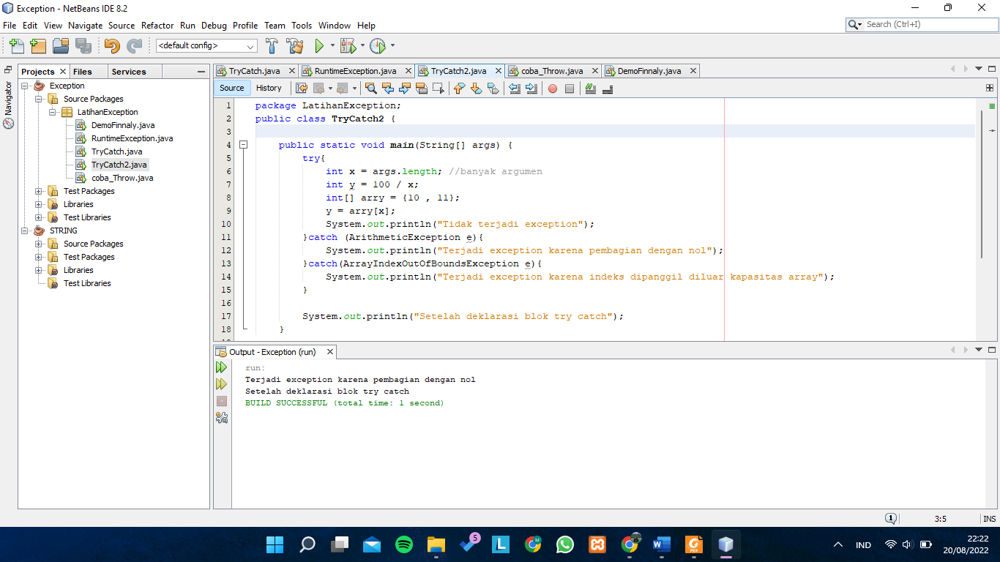 Exception - NetBeans IDE 8.2
File Edit View Navigate Source Refactor Run Debug Profile Team Tools Window Help
Search (Ctrl+I)
<default config>
Projects Files Services
Navigator
Exception
Source Packages
LatihanException
DemoFinnaly.java
RuntimeException.java
TryCatch.java
TryCatch2.java
coba_Throw.java
Test Packages
Libraries
Test Libraries
STRING
Source Packages
Test Packages
Libraries
Test Libraries
TryCatch.java RuntimeException.java TryCatch2.java coba_Throw.java DemoFinnaly.java
Source History
1 package LatihanException;
2 public class TryCatch2 {
3
4 public static void main(String[] args) {
5 try{
6 int x = args.length; //banyak argumen
7 int y = 100 / x;
8 int[] arry = {10 , 11};
9 y = arry[x];
10 System.out.println("Tidak terjadi exception");
11 }catch (ArithmeticException e){
12 System.out.println("Terjadi exception karena pembagian dengan nol");
13 }catch(ArrayIndexOutOfBoundsException e){
14 System.out.println("Terjadi exception karena indeks dipanggil diluar kapasitas array");
15 }
16
17 System.out.println("Setelah deklarasi blok try catch");
18 }
Output - Exception (run)
run:
Terjadi exception karena pembagian dengan nol
Setelah deklarasi blok try catch
BUILD SUCCESSFUL (total time: 1 second)
1 3:5 INS
5
L
IND
22:22
20/08/2022